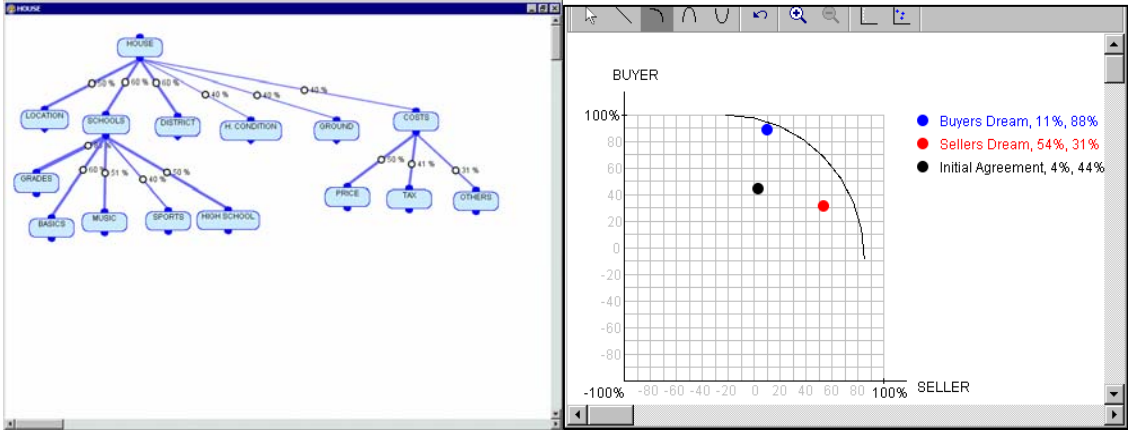 HOUSE
HOUSE
50 %
60 %
60 %
40 %
40 %
40 %
LOCATION
SCHOOLS
DISTRICT
H. CONDITION
GROUND
COSTS
60 %
51 %
40 %
50 %
50 %
41 %
31 %
GRADES
BASICS
MUSIC
SPORTS
HIGH SCHOOL
PRICE
TAX
OTHERS
BUYER
100%
80
60
40
20
0
-20
-40
-60
-80
-100%
-80 -60 -40 -20 0 20 40 60 80 100%
SELLER
Buyers Dream, 11%, 88%
Sellers Dream, 54%, 31%
Initial Agreement, 4%, 44%